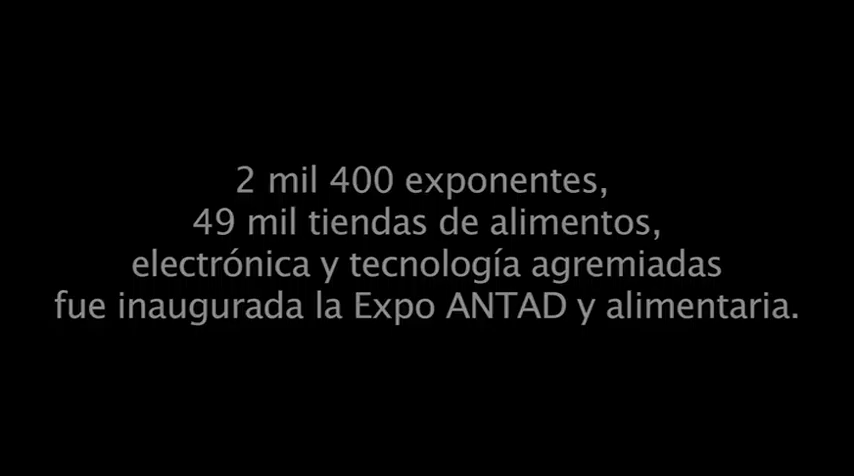 2 mil 400 exponentes,
49 mil tiendas de alimentos,
electrónica y tecnología agremiadas
fue inaugurada la Expo ANTAD y alimentaria.